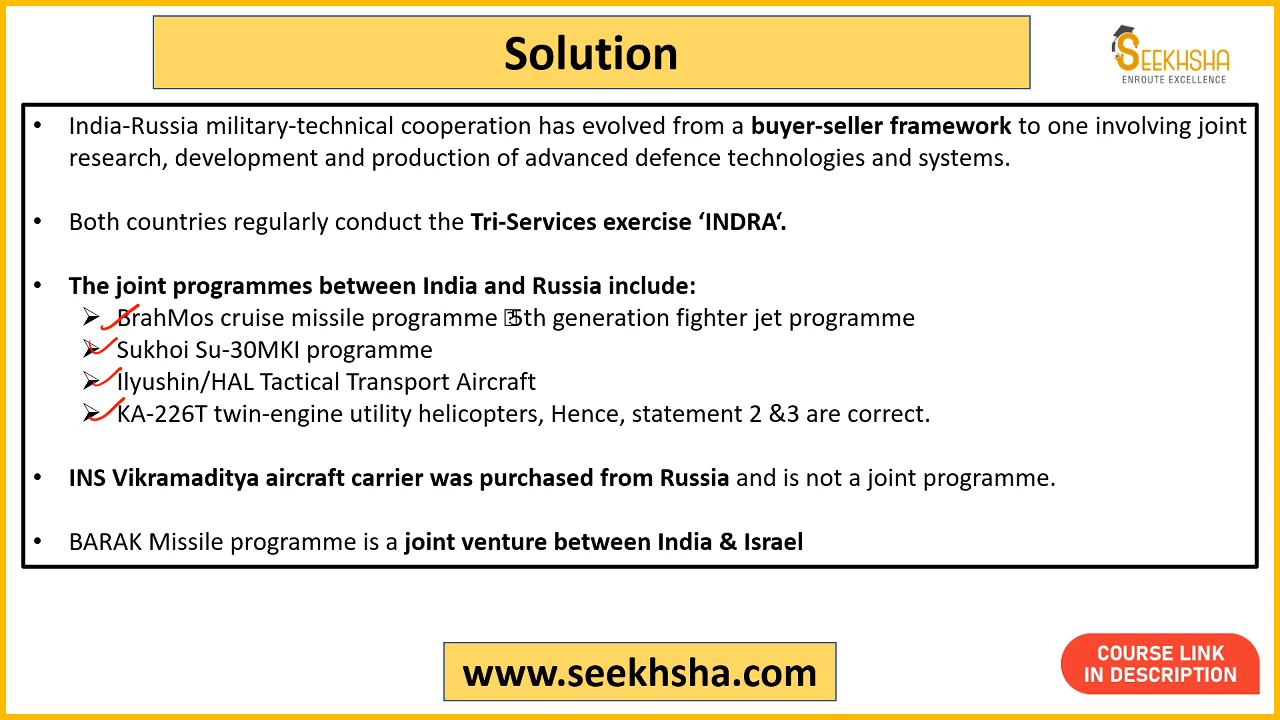 Solution
SEEKHSHA
ENROUTE EXCELLENCE
• India-Russia military-technical cooperation has evolved from a buyer-seller framework to one involving joint
research, development and production of advanced defence technologies and systems.
• Both countries regularly conduct the Tri-Services exercise ‘INDRA‘.
• The joint programmes between India and Russia include:
➢ BrahMos cruise missile programme 5th generation fighter jet programme
➢ Sukhoi Su-30MKI programme
➢ Ilyushin/HAL Tactical Transport Aircraft
➢ KA-226T twin-engine utility helicopters, Hence, statement 2 &3 are correct.
• INS Vikramaditya aircraft carrier was purchased from Russia and is not a joint programme.
• BARAK Missile programme is a joint venture between India & Israel
www.seekhsha.com
COURSE LINK
IN DESCRIPTION